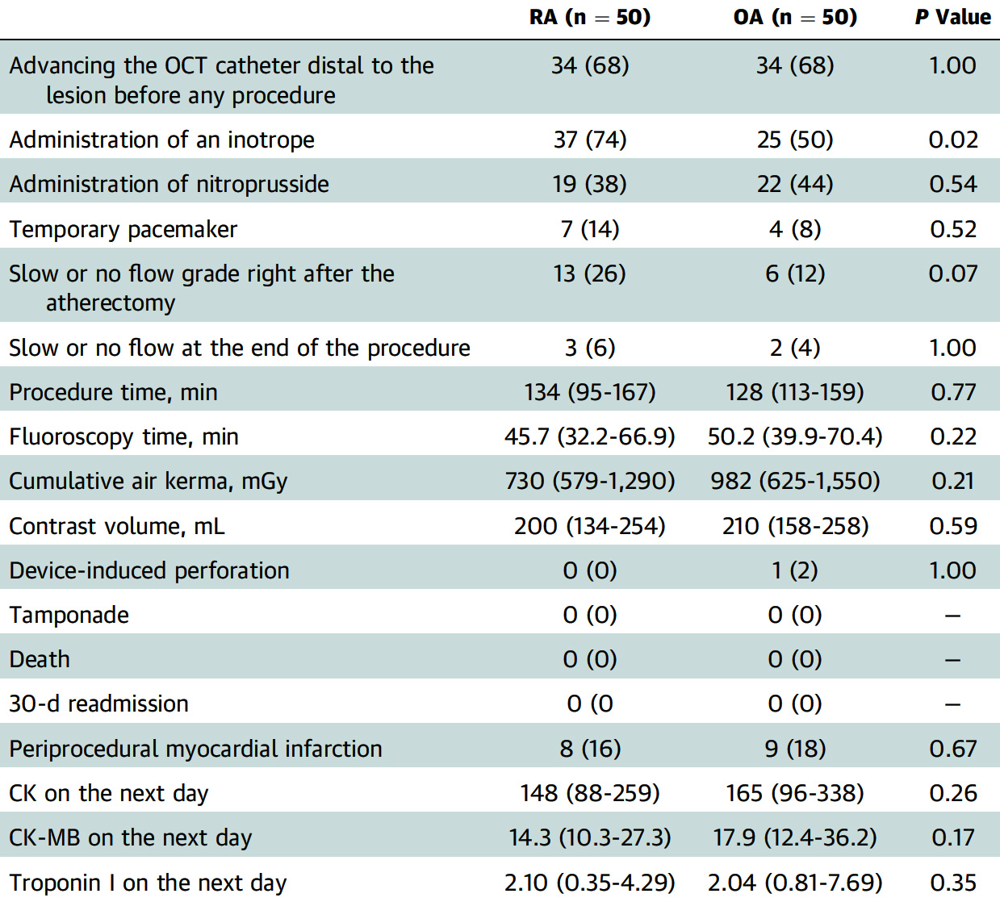 RA (n = 50) OA (n = 50) P Value
Advancing the OCT catheter distal to the 34 (68) 34 (68) 1.00
lesion before any procedure
Administration of an inotrope 37 (74) 25 (50) 0.02
Administration of nitroprusside 19 (38) 22 (44) 0.54
Temporary pacemaker 7 (14) 4 (8) 0.52
Slow or no flow grade right after the 13 (26) 6 (12) 0.07
atherectomy
Slow or no flow at the end of the procedure 3 (6) 2 (4) 1.00
Procedure time, min 134 (95-167) 128 (113-159) 0.77
Fluoroscopy time, min 45.7 (32.2-66.9) 50.2 (39.9-70.4) 0.22
Cumulative air kerma, mGy 730 (579-1,290) 982 (625-1,550) 0.21
Contrast volume, mL 200 (134-254) 210 (158-258) 0.59
Device-induced perforation 0 (0) 1 (2) 1.00
Tamponade 0 (0) 0 (0) –
Death 0 (0) 0 (0) –
30-d readmission 0 (0 0 (0) –
Periprocedural myocardial infarction 8 (16) 9 (18) 0.67
CK on the next day 148 (88-259) 165 (96-338) 0.26
CK-MB on the next day 14.3 (10.3-27.3) 17.9 (12.4-36.2) 0.17
Troponin I on the next day 2.10 (0.35-4.29) 2.04 (0.81-7.69) 0.35